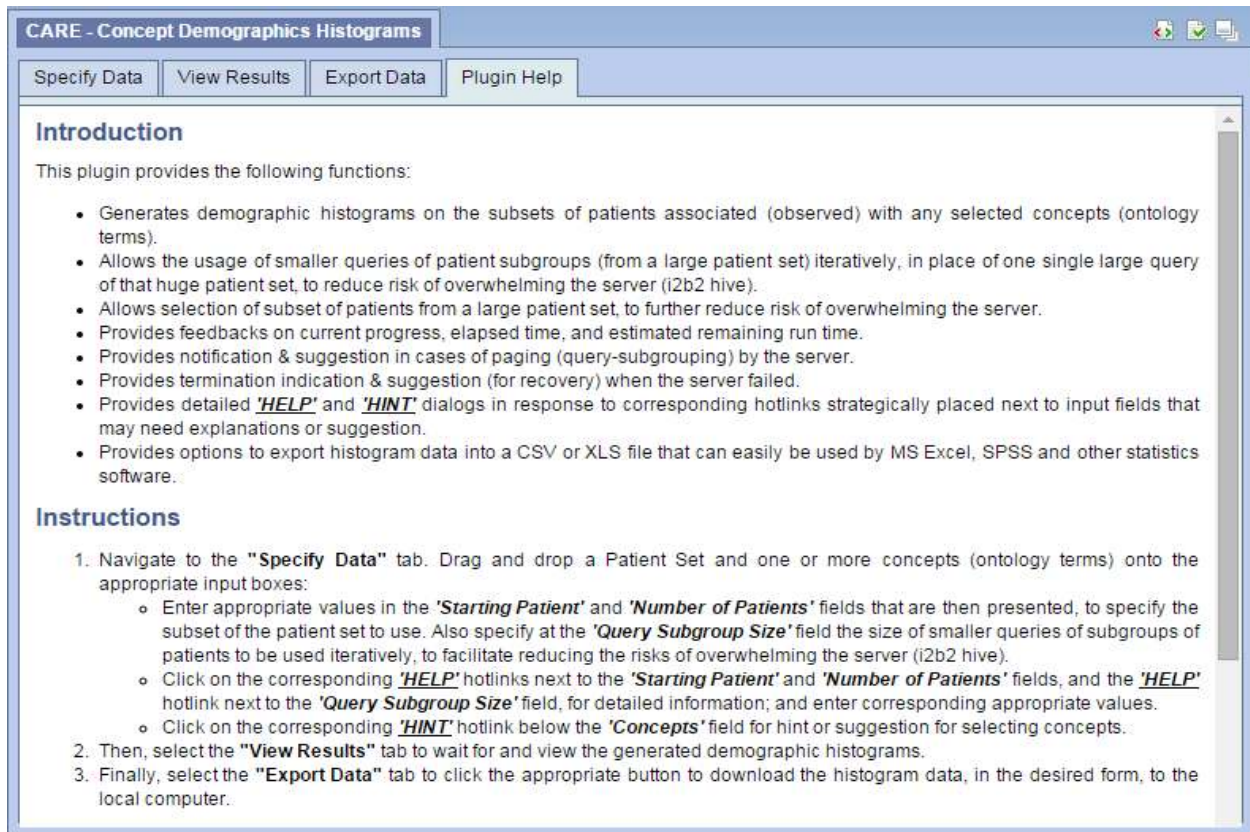 CARE - Concept Demographics Histograms
Specify Data View Results Export Data Plugin Help
Introduction
This plugin provides the following functions:
• Generates demographic histograms on the subsets of patients associated (observed) with any selected concepts (ontology
terms).
• Allows the usage of smaller queries of patient subgroups (from a large patient set) iteratively, in place of one single large query
of that huge patient set, to reduce risk of overwhelming the server (i2b2 hive).
• Allows selection of subset of patients from a large patient set, to further reduce risk of overwhelming the server.
• Provides feedbacks on current progress, elapsed time, and estimated remaining run time.
• Provides notification & suggestion in cases of paging (query-subgrouping) by the server.
• Provides termination indication & suggestion (for recovery) when the server failed.
• Provides detailed 'HELP' and 'HINT' dialogs in response to corresponding hotlinks strategically placed next to input fields that
may need explanations or suggestion.
• Provides options to export histogram data into a CSV or XLS file that can easily be used by MS Excel, SPSS and other statistics
software.
Instructions
1. Navigate to the "Specify Data" tab. Drag and drop a Patient Set and one or more concepts (ontology terms) onto the
appropriate input boxes:
o Enter appropriate values in the 'Starting Patient' and 'Number of Patients' fields that are then presented, to specify the
subset of the patient set to use. Also specify at the 'Query Subgroup Size' field the size of smaller queries of subgroups of
patients to be used iteratively, to facilitate reducing the risks of overwhelming the server (i2b2 hive).
o Click on the corresponding 'HELP' hotlinks next to the 'Starting Patient' and 'Number of Patients' fields, and the 'HELP'
hotlink next to the 'Query Subgroup Size' field, for detailed information; and enter corresponding appropriate values.
o Click on the corresponding 'HINT' hotlink below the 'Concepts' field for hint or suggestion for selecting concepts.
2. Then, select the "View Results" tab to wait for and view the generated demographic histograms.
3. Finally, select the "Export Data" tab to click the appropriate button to download the histogram data, in the desired form, to the
local computer.